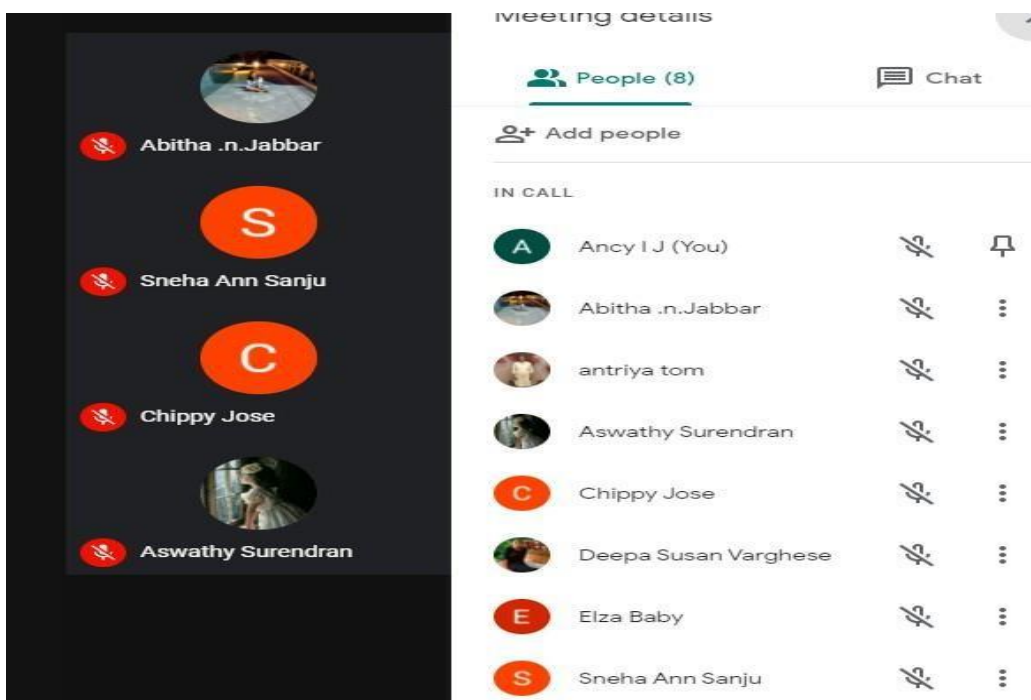 Abitha .n.Jabbar
S
Sneha Ann Sanju
C
Chippy Jose
Aswathy Surendran
Meeting details
People (8)
Chat
Add people
IN CALL
A
Ancy I J (You)
Abitha .n.Jabbar
antriya tom
Aswathy Surendran
C
Chippy Jose
Deepa Susan Varghese
E
Elza Baby
S
Sneha Ann Sanju